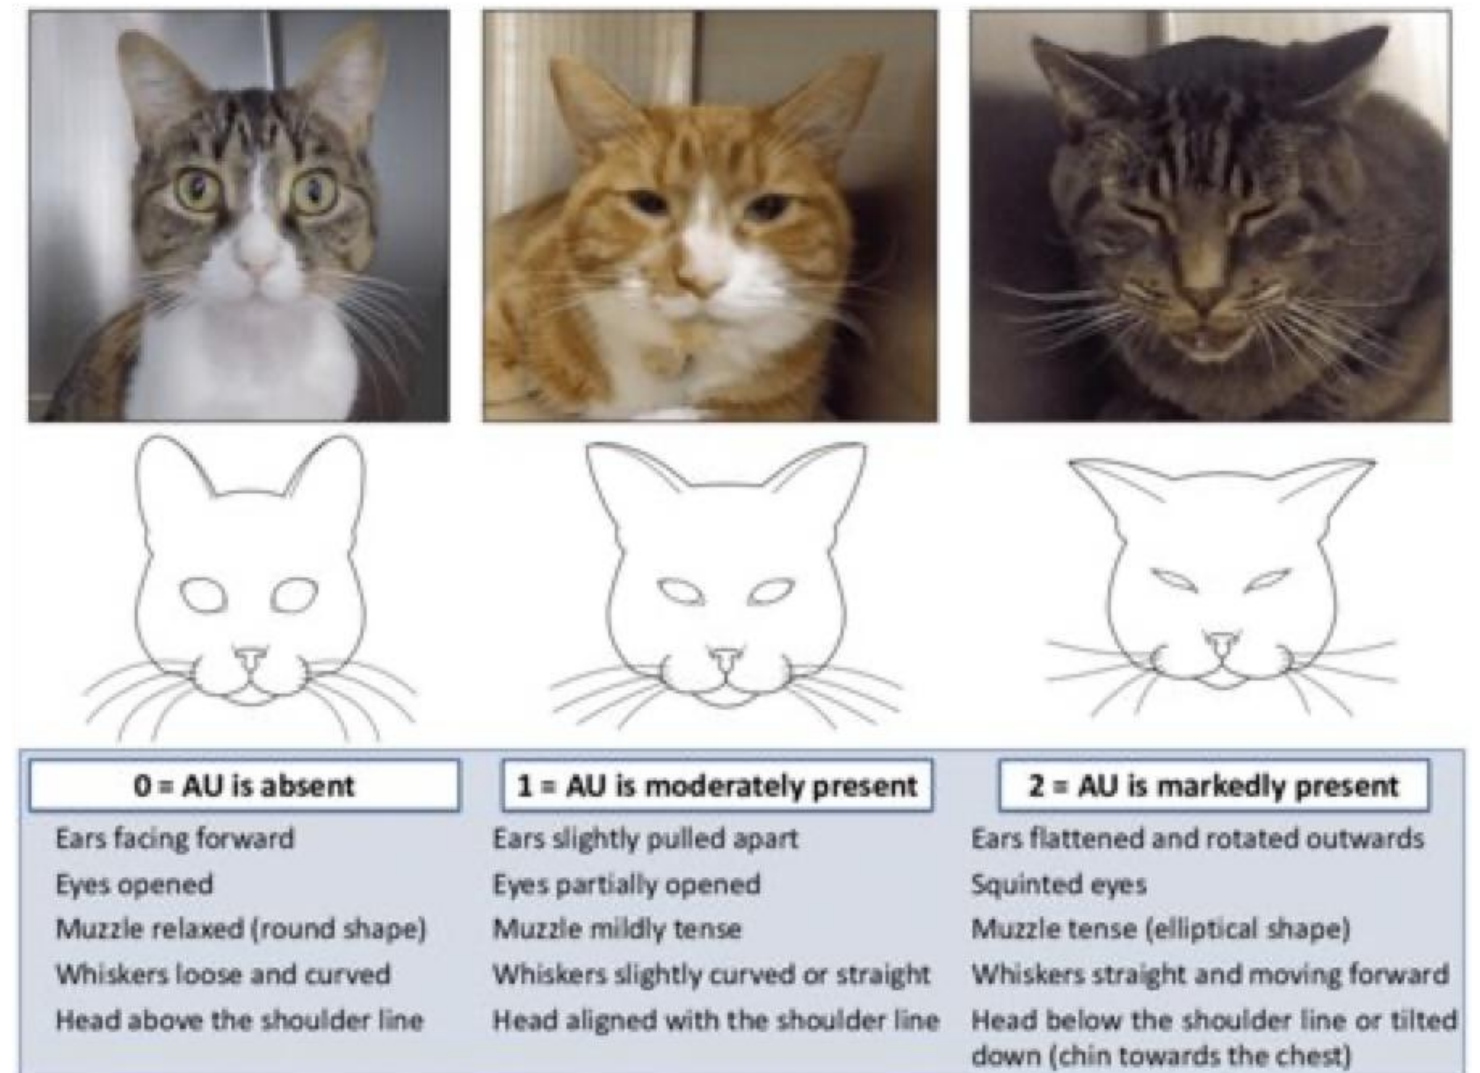 0 = AU is absent
Ears facing forward
Eyes opened
Muzzle relaxed (round shape)
Whiskers loose and curved
Head above the shoulder line
1 = AU is moderately present
Ears slightly pulled apart
Eyes partially opened
Muzzle mildly tense
Whiskers slightly curved or straight
Head aligned with the shoulder line
2 = AU is markedly present
Ears flattened and rotated outwards
Squinted eyes
Muzzle tense (elliptical shape)
Whiskers straight and moving forward
Head below the shoulder line or tilted
down (chin towards the chest)